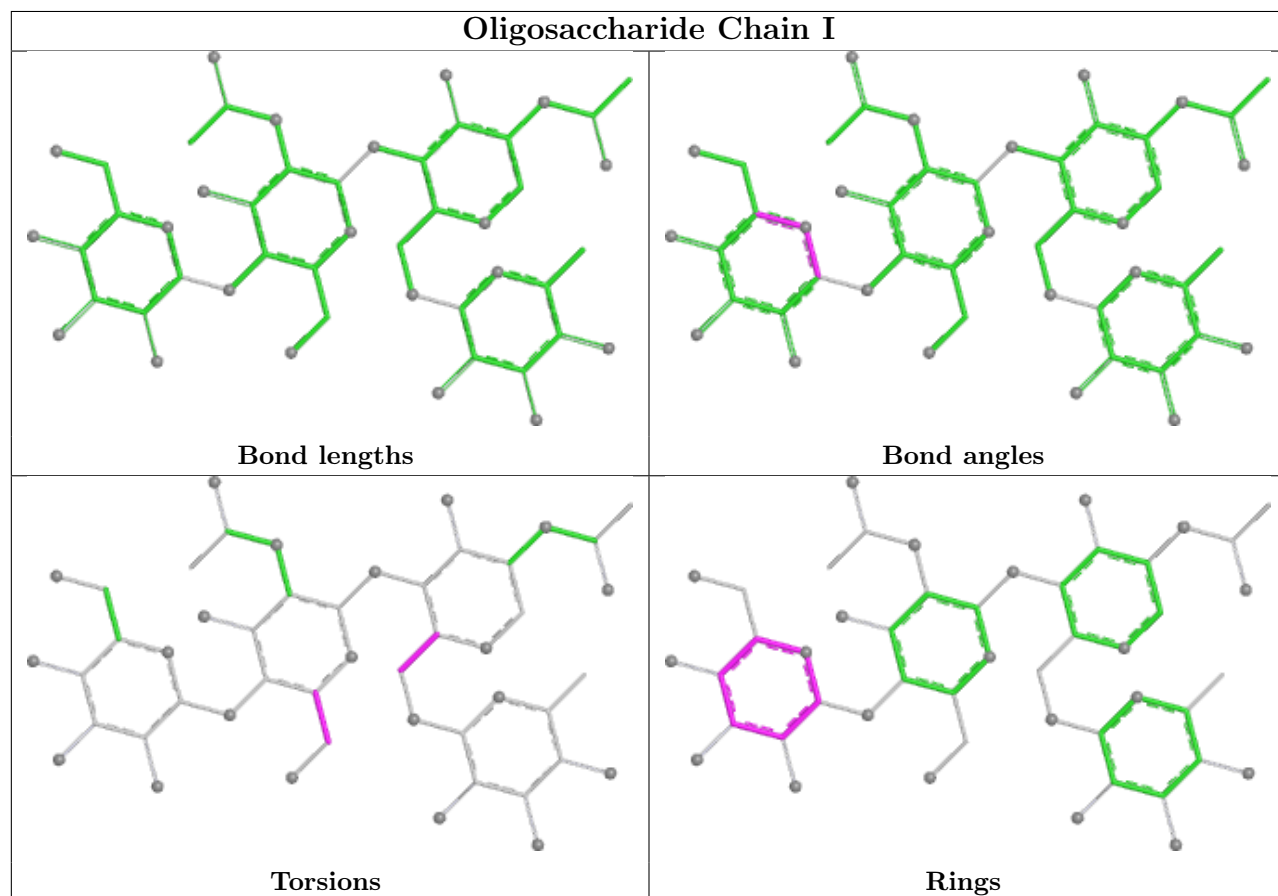 Oligosaccharide Chain I
Bond lengths
Bond angles
Torsions
Rings